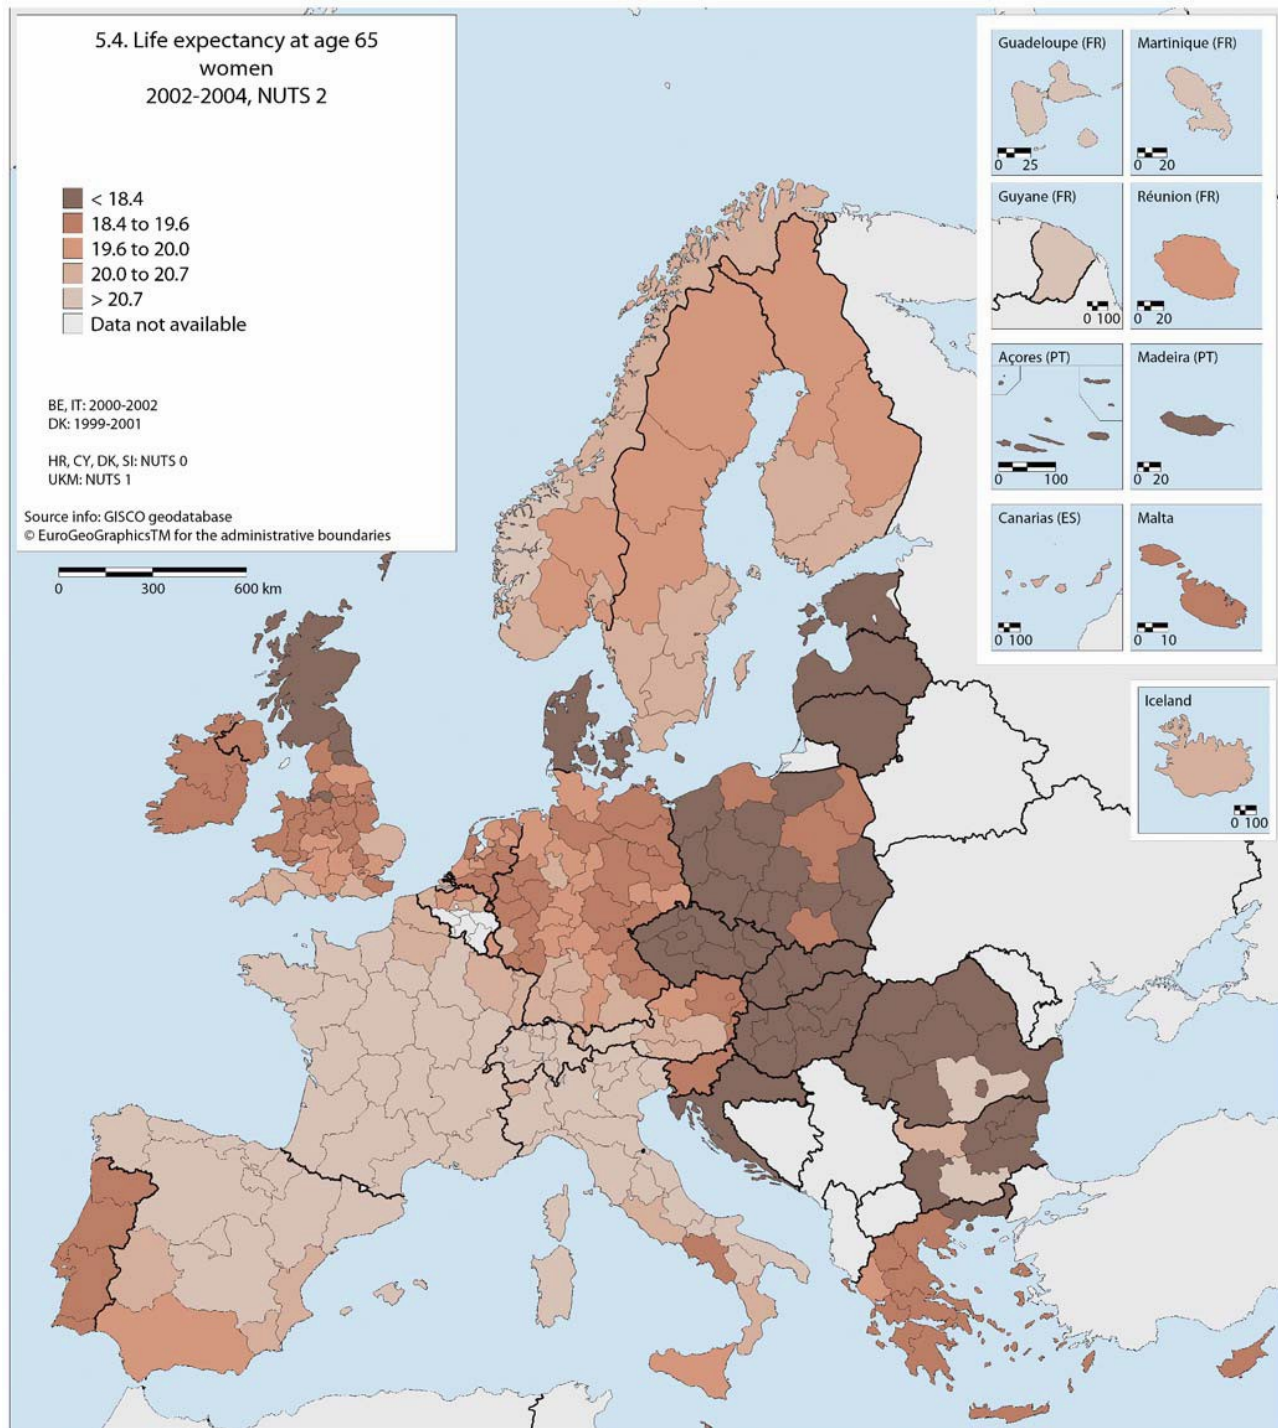 5.4. Life expectancy at age 65
women
2002-2004, NUTS 2
< 18.4
18.4 to 19.6
19.6 to 20.0
20.0 to 20.7
> 20.7
Data not available
BE, IT: 2000-2002
DK: 1999-2001
HR, CY, DK, SI: NUTS 0
UKM: NUTS 1
Source info: GISCO geodatabase
© EuroGeoGraphicsTM for the administrative boundaries
0 300 600 km
Guadeloupe (FR)
0 25
Martinique (FR)
0 20
Guyane (FR)
0 100
Réunion (FR)
0 20
Açores (PT)
0 100
Madeira (PT)
0 20
Canarias (ES)
0 100
Malta
0 10
Iceland
0 100